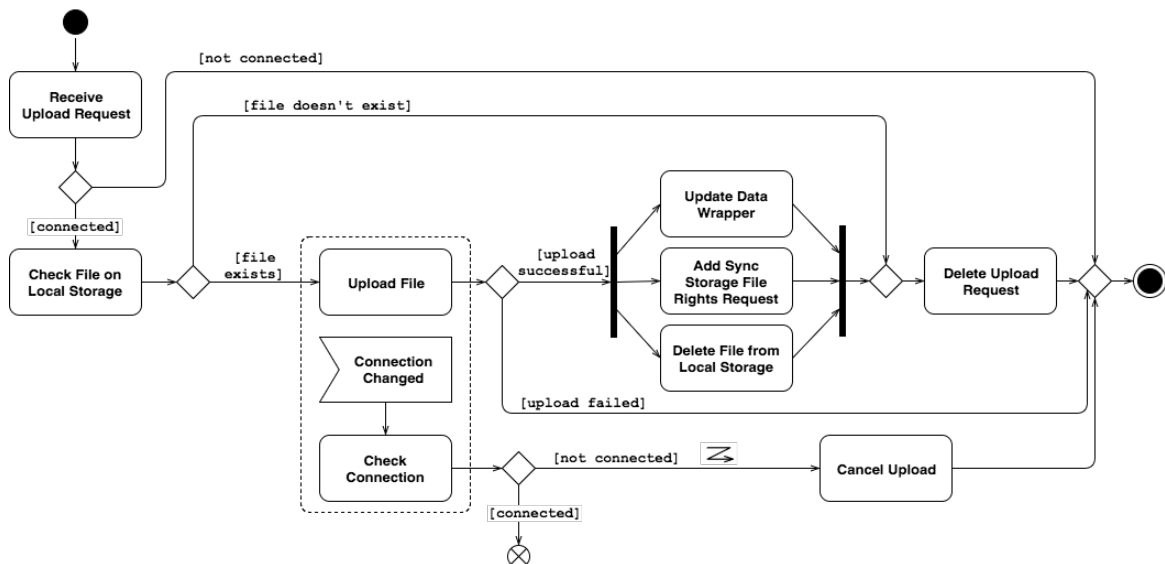 [not connected]
Receive
Upload Request
[file doesn't exist]
[connected]
Check File on
Local Storage
[file
exists]
Upload File
[upload
successful]
Update Data
Wrapper
Add Sync
Storage File
Rights Request
Delete File from
Local Storage
Delete Upload
Request
Connection
Changed
[upload failed]
Check
Connection
[not connected]
Cancel Upload
[connected]